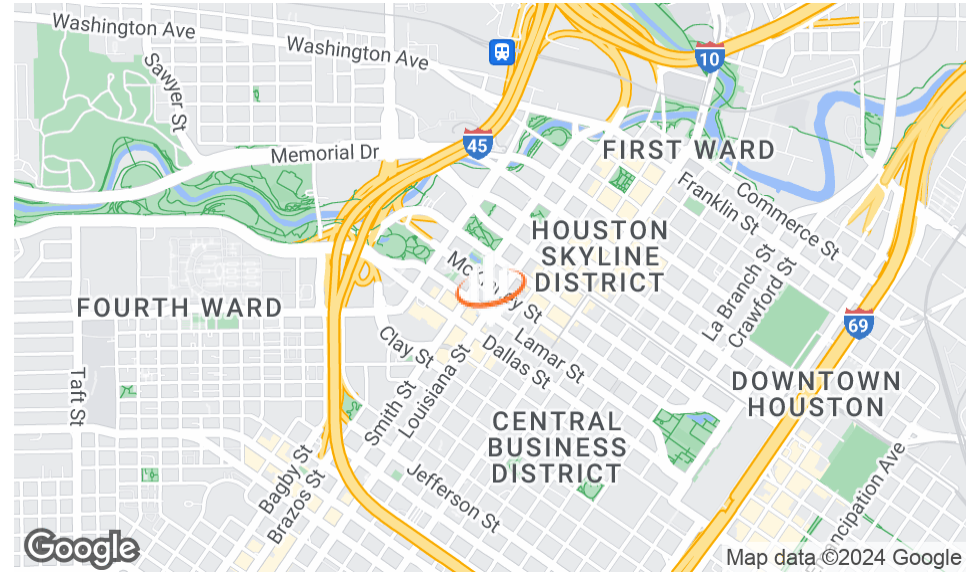 Washington Ave
Washington Ave
Sawyer St
10
45
Memorial Dr
FIRST WARD
Franklin St
Commerce St
HOUSTON
SKYLINE
DISTRICT
La Branch St
Crawford St
FOURTH WARD
69
Clay St
Lamar St
Dallas St
Taft St
Smith St
Louisiana St
DOWNTOWN
HOUSTON
CENTRAL
BUSINESS
DISTRICT
Bagby St
Brazos St
Jefferson St
Google
Map data ©2024 Google